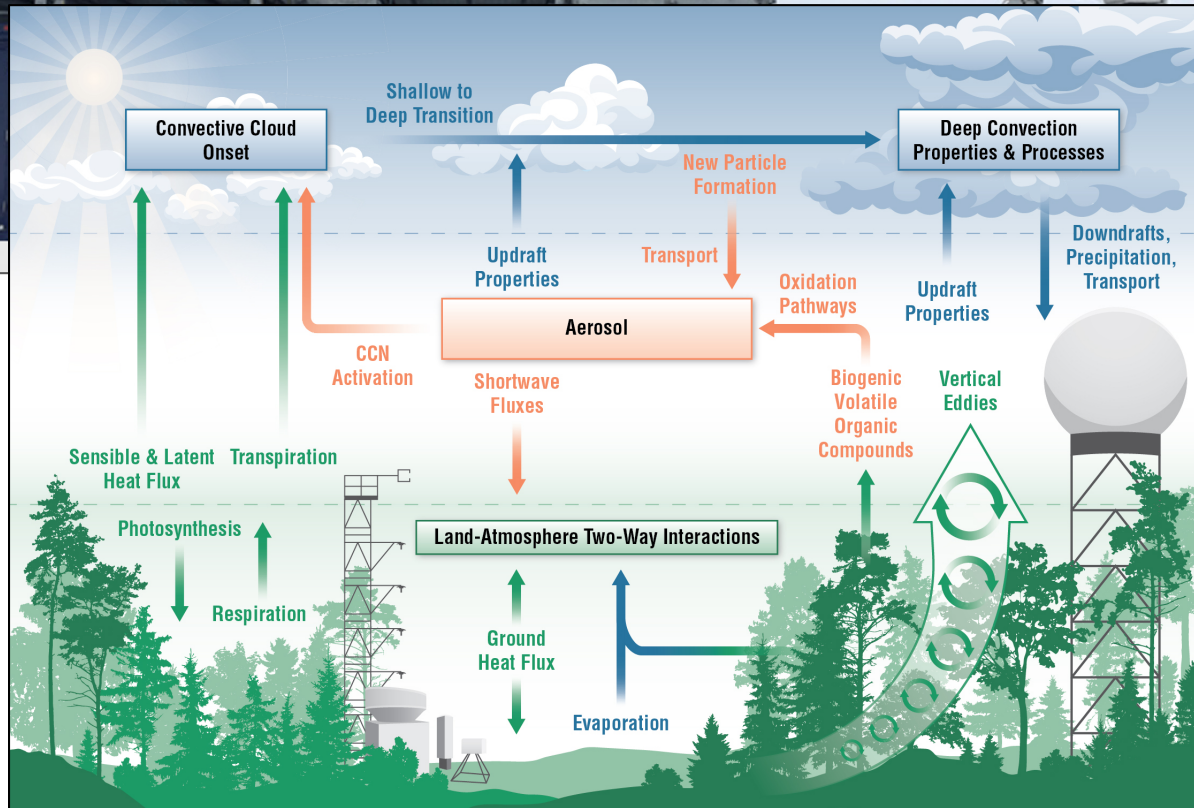 Convective Cloud
Onset
Shallow to
Deep Transition
Deep Convection
Properties & Processes
New Particle
Formation
Updraft
Properties
Transport
Oxidation
Pathways
Updraft
Properties
Downdrafts,
Precipitation,
Transport
Aerosol
CCN
Activation
Shortwave
Fluxes
Biogenic
Volatile
Organic
Compounds
Vertical
Eddies
Sensible & Latent
Heat Flux
Transpiration
Photosynthesis
Respiration
Land-Atmosphere Two-Way Interactions
Ground
Heat Flux
Evaporation